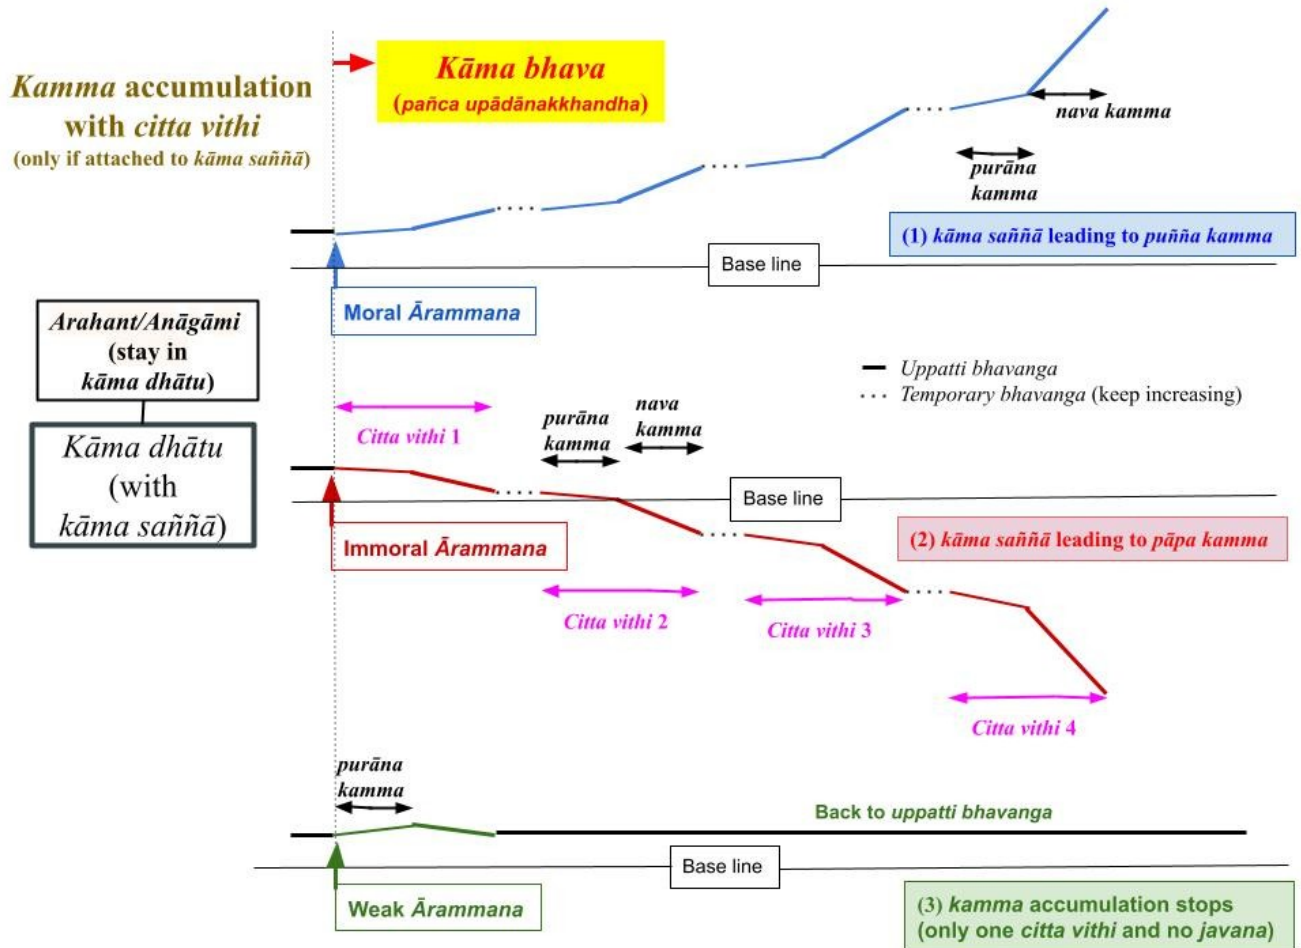 Kamma accumulation
with citta vithi
(only if attached to kāma saññā)
Kāma bhava
(pañca upādānakkhandha)
nava kamma
purāna
kamma
(1) kāma saññā leading to puñña kamma
Base line
Moral Ārammana
Arahant/Anāgāmi
(stay in
kāma dhātu)
Kāma dhātu
(with
kāma saññā)
Uppatti bhavanga
Temporary bhavanga (keep increasing)
Citta vithi 1
purāna
kamma
nava
kamma
Base line
Immoral Ārammana
(2) kāma saññā leading to pāpa kamma
Citta vithi 2
Citta vithi 3
Citta vithi 4
purāna
kamma
Back to uppatti bhavanga
Base line
Weak Ārammana
(3) kamma accumulation stops
(only one citta vithi and no javana)